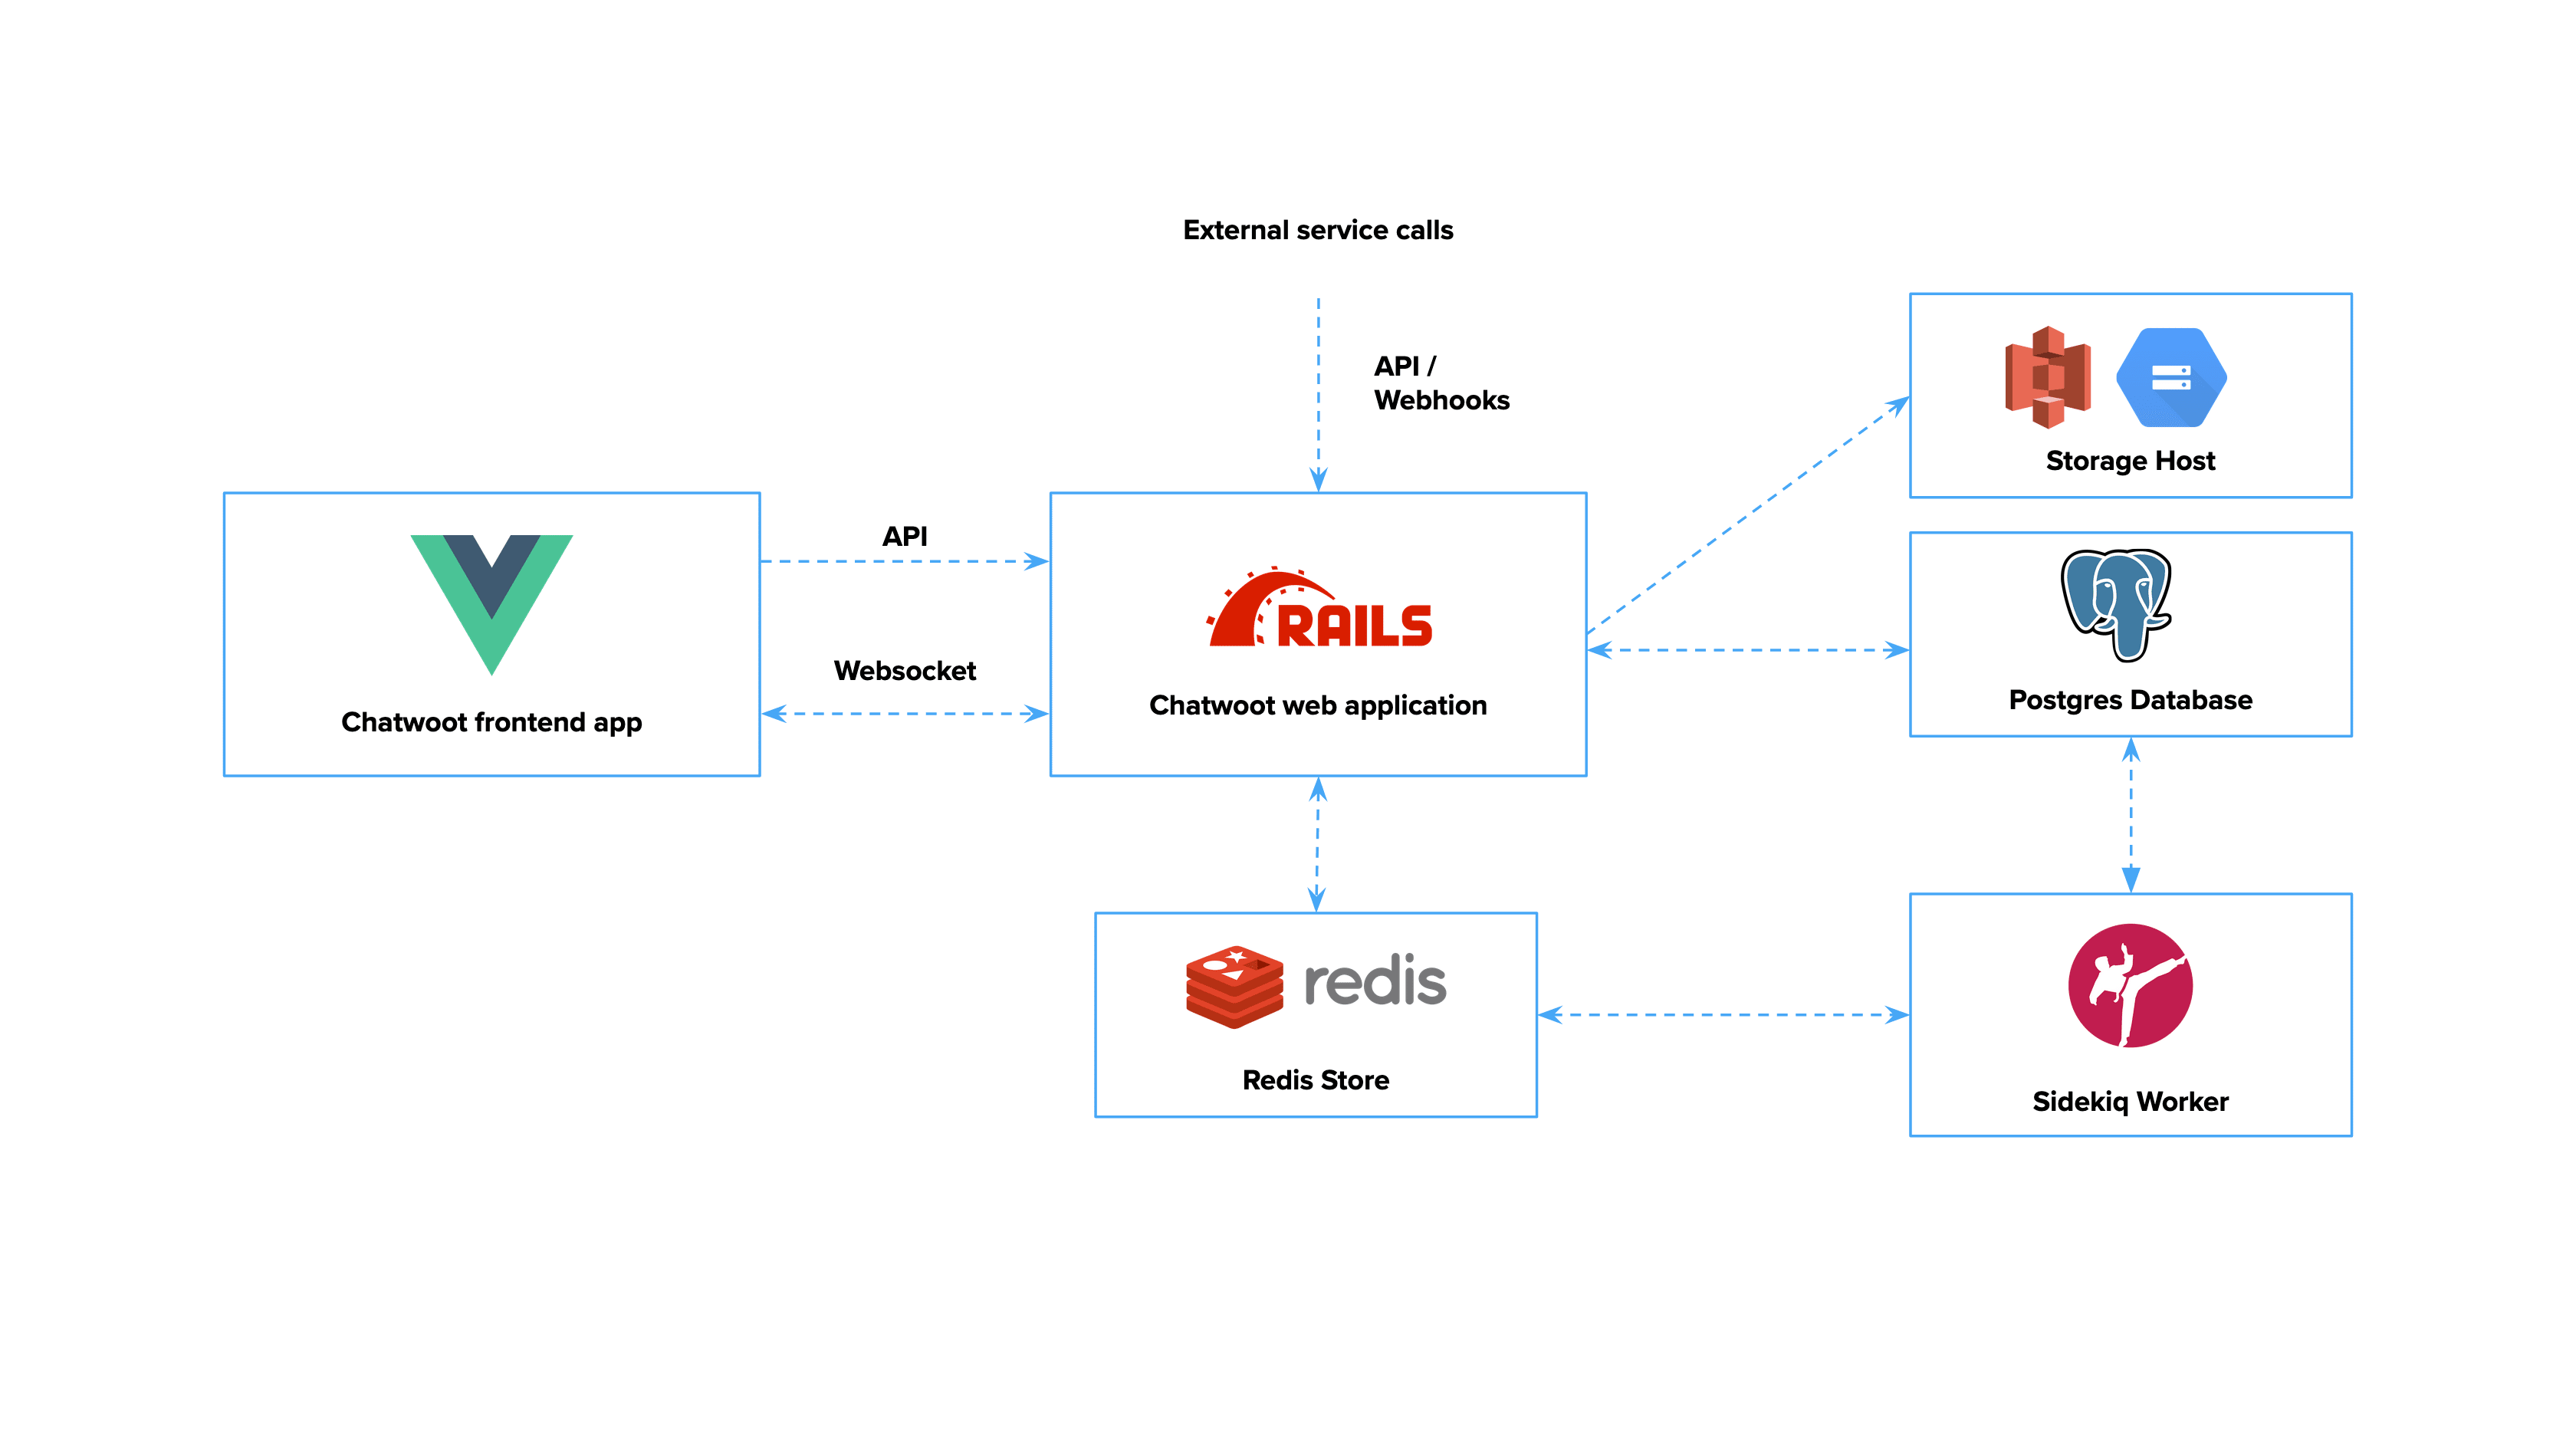 External service calls
API /
Webhooks
Storage Host
API
Websocket
Chatwoot frontend app
RAILS
Chatwoot web application
Postgres Database
redis
Redis Store
Sidekiq Worker